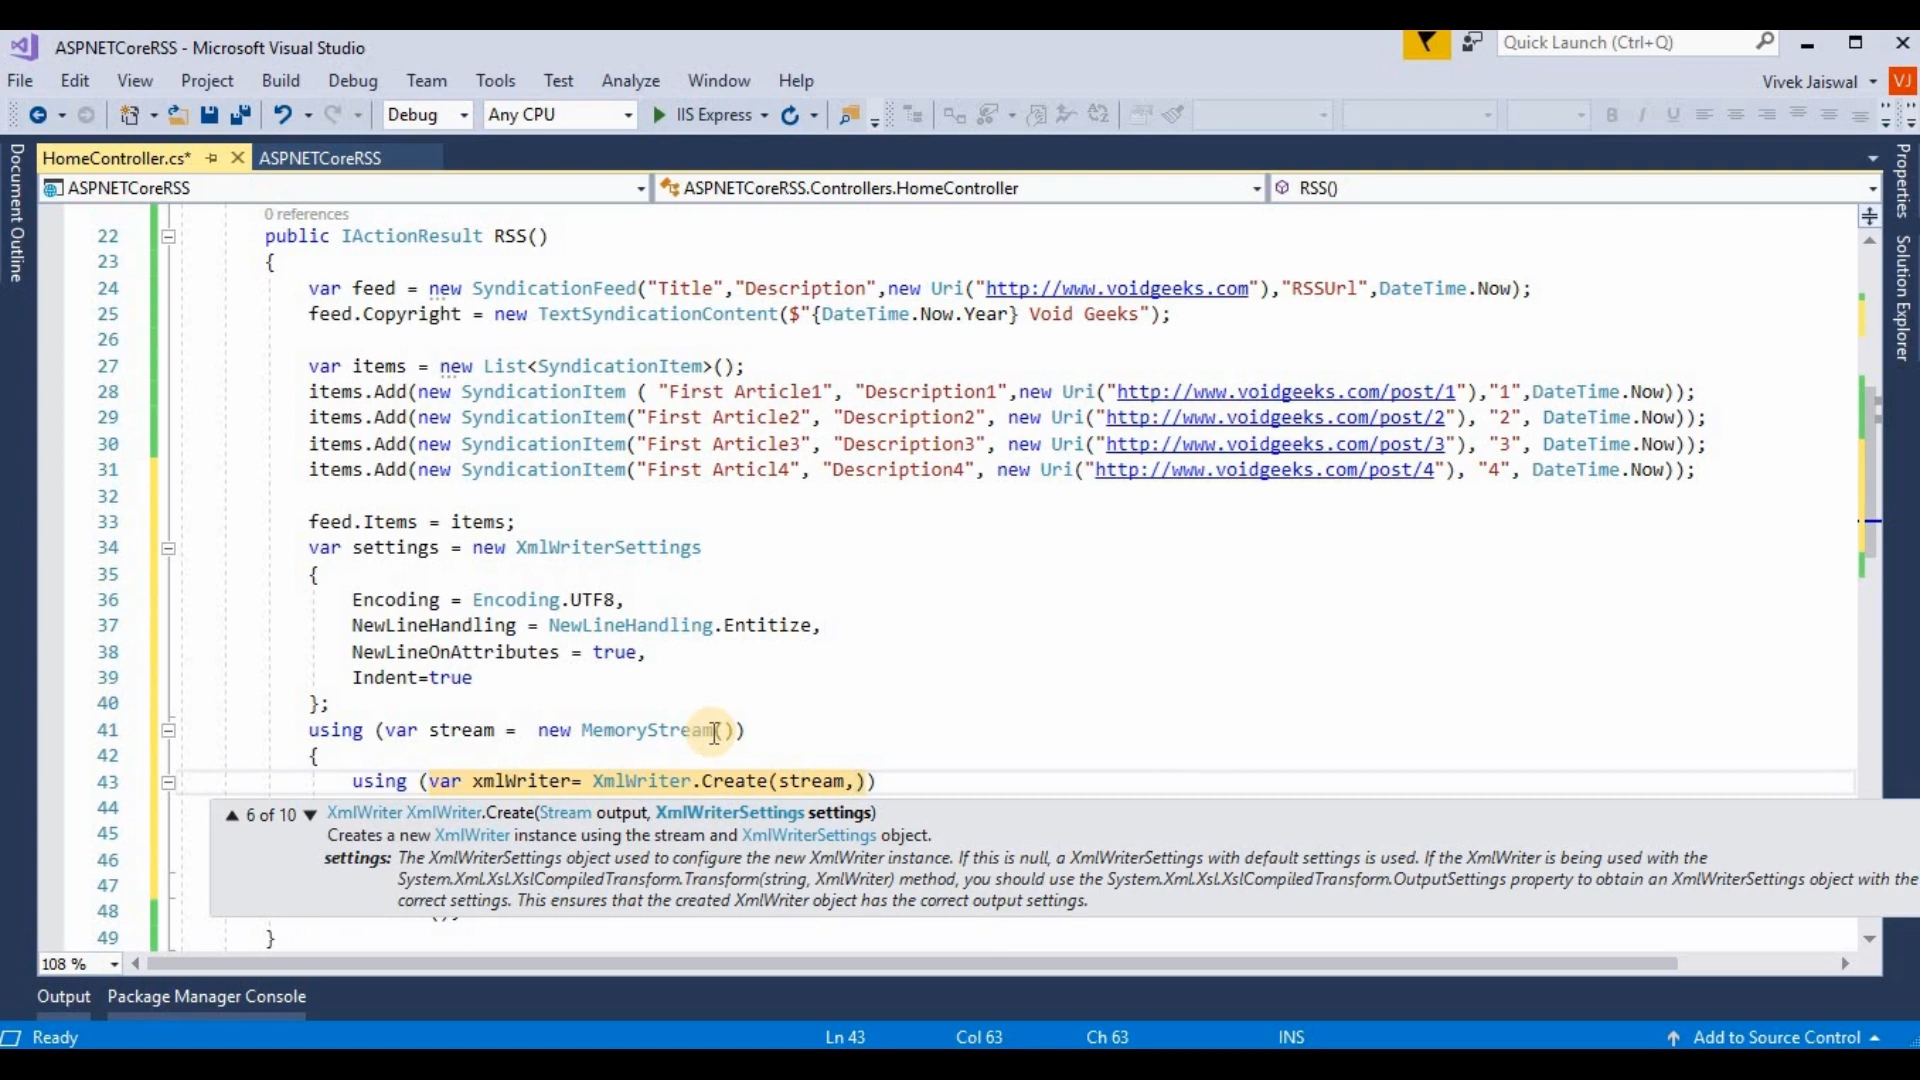 ASPNETCoreRSS - Microsoft Visual Studio
Quick Launch (Ctrl+Q)
File Edit View Project Build Debug Team Tools Test Analyze Window Help
Vivek Jaiswal VJ
Debug Any CPU IIS Express
HomeController.cs* ASPNETCoreRSS
ASPNETCoreRSS ASPNETCoreRSS.Controllers.HomeController RSS()
Document Outline
Properties
Solution Explorer
0 references
22 public IActionResult RSS()
23 {
24 var feed = new SyndicationFeed("Title","Description",new Uri("http://www.voidgeeks.com"),"RSSUrl",DateTime.Now);
25 feed.Copyright = new TextSyndicationContent($"{DateTime.Now.Year} Void Geeks");
26
27 var items = new List<SyndicationItem>();
28 items.Add(new SyndicationItem ( "First Article1", "Description1",new Uri("http://www.voidgeeks.com/post/1"),"1",DateTime.Now));
29 items.Add(new SyndicationItem("First Article2", "Description2", new Uri("http://www.voidgeeks.com/post/2"), "2", DateTime.Now));
30 items.Add(new SyndicationItem("First Article3", "Description3", new Uri("http://www.voidgeeks.com/post/3"), "3", DateTime.Now));
31 items.Add(new SyndicationItem("First Articl4", "Description4", new Uri("http://www.voidgeeks.com/post/4"), "4", DateTime.Now));
32
33 feed.Items = items;
34 var settings = new XmlWriterSettings
35 {
36 Encoding = Encoding.UTF8,
37 NewLineHandling = NewLineHandling.Entitize,
38 NewLineOnAttributes = true,
39 Indent=true
40 };
41 using (var stream =  new MemoryStream())
42 {
43 using (var xmlWriter= XmlWriter.Create(stream,))
44 ▲ 6 of 10 ▼ XmlWriter XmlWriter.Create(Stream output, XmlWriterSettings settings)
45 Creates a new XmlWriter instance using the stream and XmlWriterSettings object.
46 settings: The XmlWriterSettings object used to configure the new XmlWriter instance. If this is null, a XmlWriterSettings with default settings is used. If the XmlWriter is being used with the
47 System.Xml.Xsl.XslCompiledTransform.Transform(string, XmlWriter) method, you should use the System.Xml.Xsl.XslCompiledTransform.OutputSettings property to obtain an XmlWriterSettings object with the
correct settings. This ensures that the created XmlWriter object has the correct output settings.
48
49 }
108 %
Output Package Manager Console
Ready Ln 43 Col 63 Ch 63 INS Add to Source Control